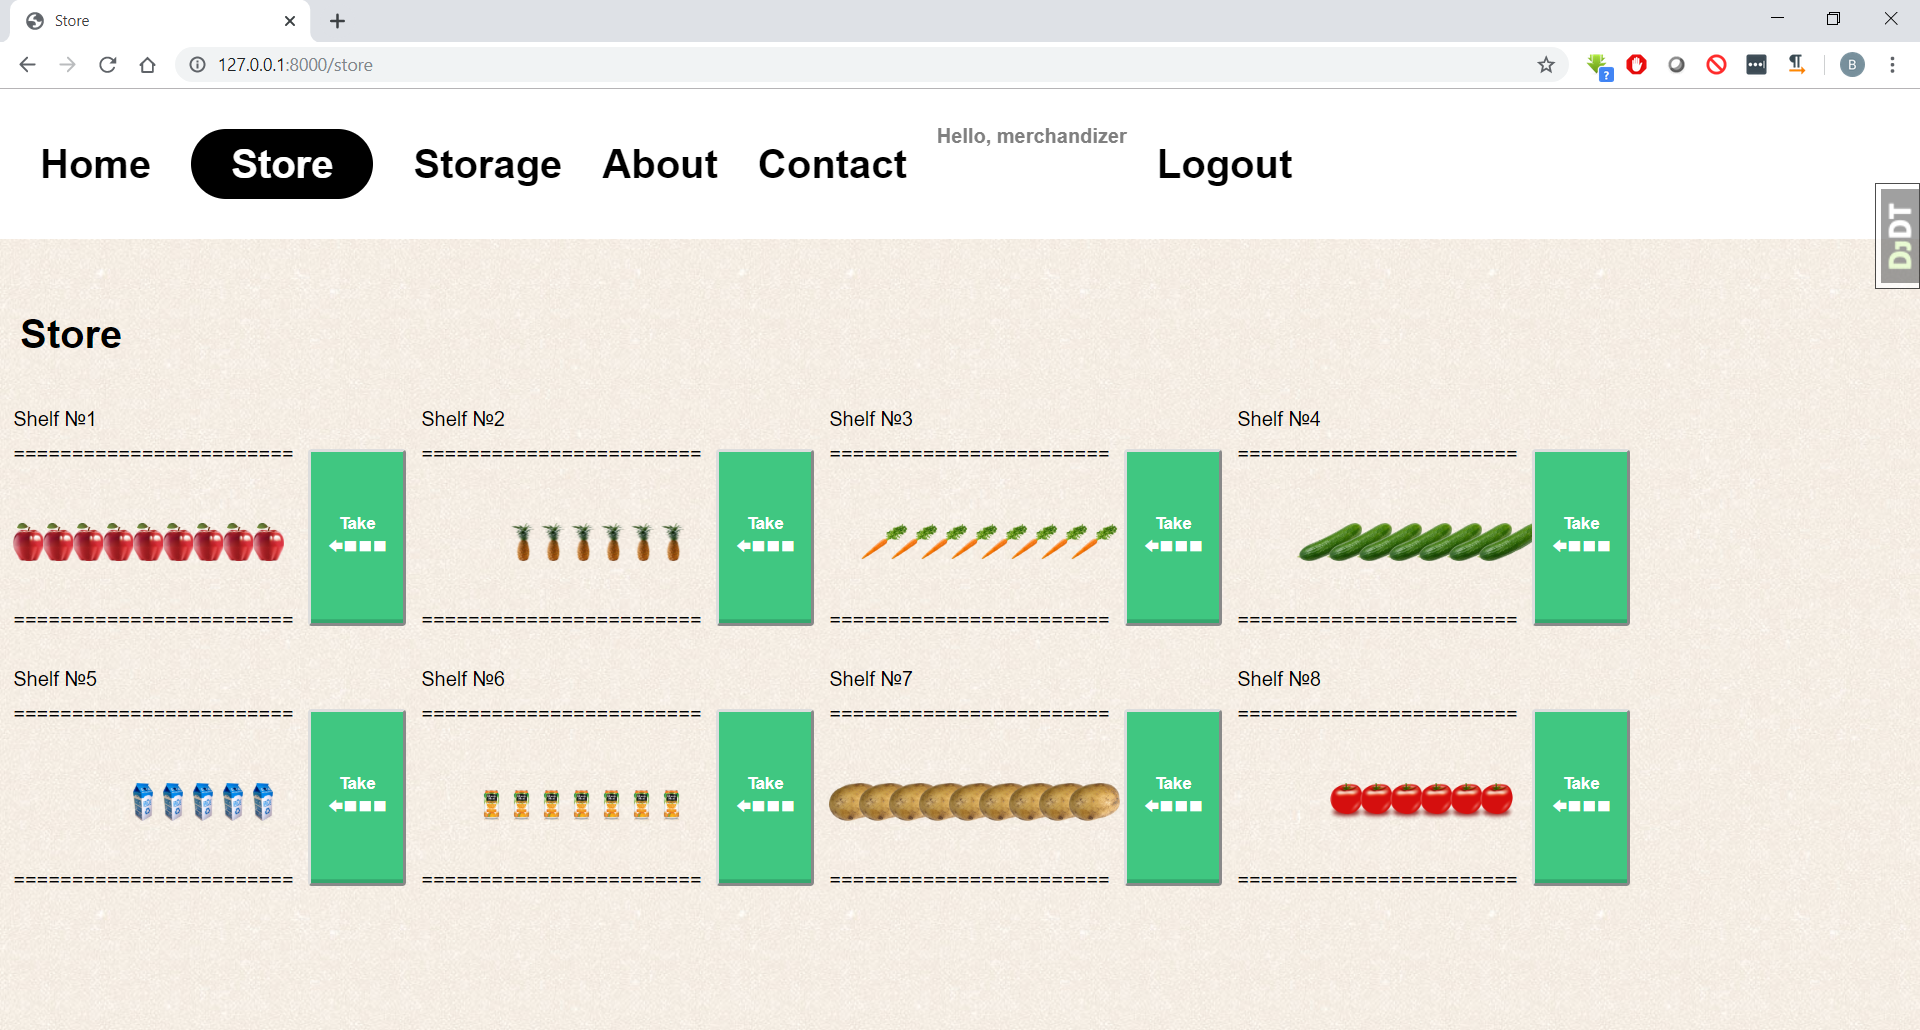 Store
127.0.0.1:8000/store
B
Home Store Storage About Contact Hello, merchandizer Logout
DJDT
Store
Shelf №1 Shelf №2 Shelf №3 Shelf №4
======================== ======================== ======================== ========================
Take Take Take Take
======================== ======================== ======================== ========================
Shelf №5 Shelf №6 Shelf №7 Shelf №8
======================== ======================== ======================== ========================
Take Take Take Take
======================== ======================== ======================== ========================